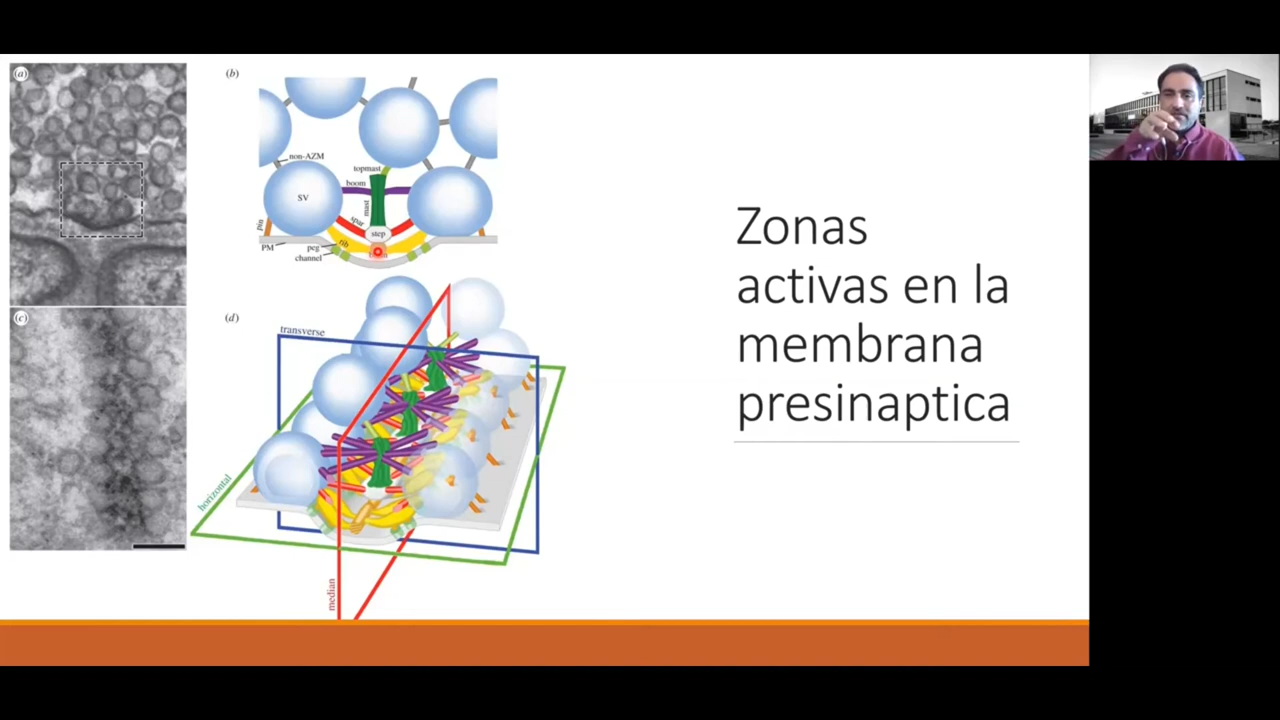 (a)
(b)
non-AZM
topmast
boom
SV
mast
spar
pin
step
PM
rib
peg
channel
(c)
(d)
transverse
horizontal
median
Zonas
activas en la
membrana
presinaptica